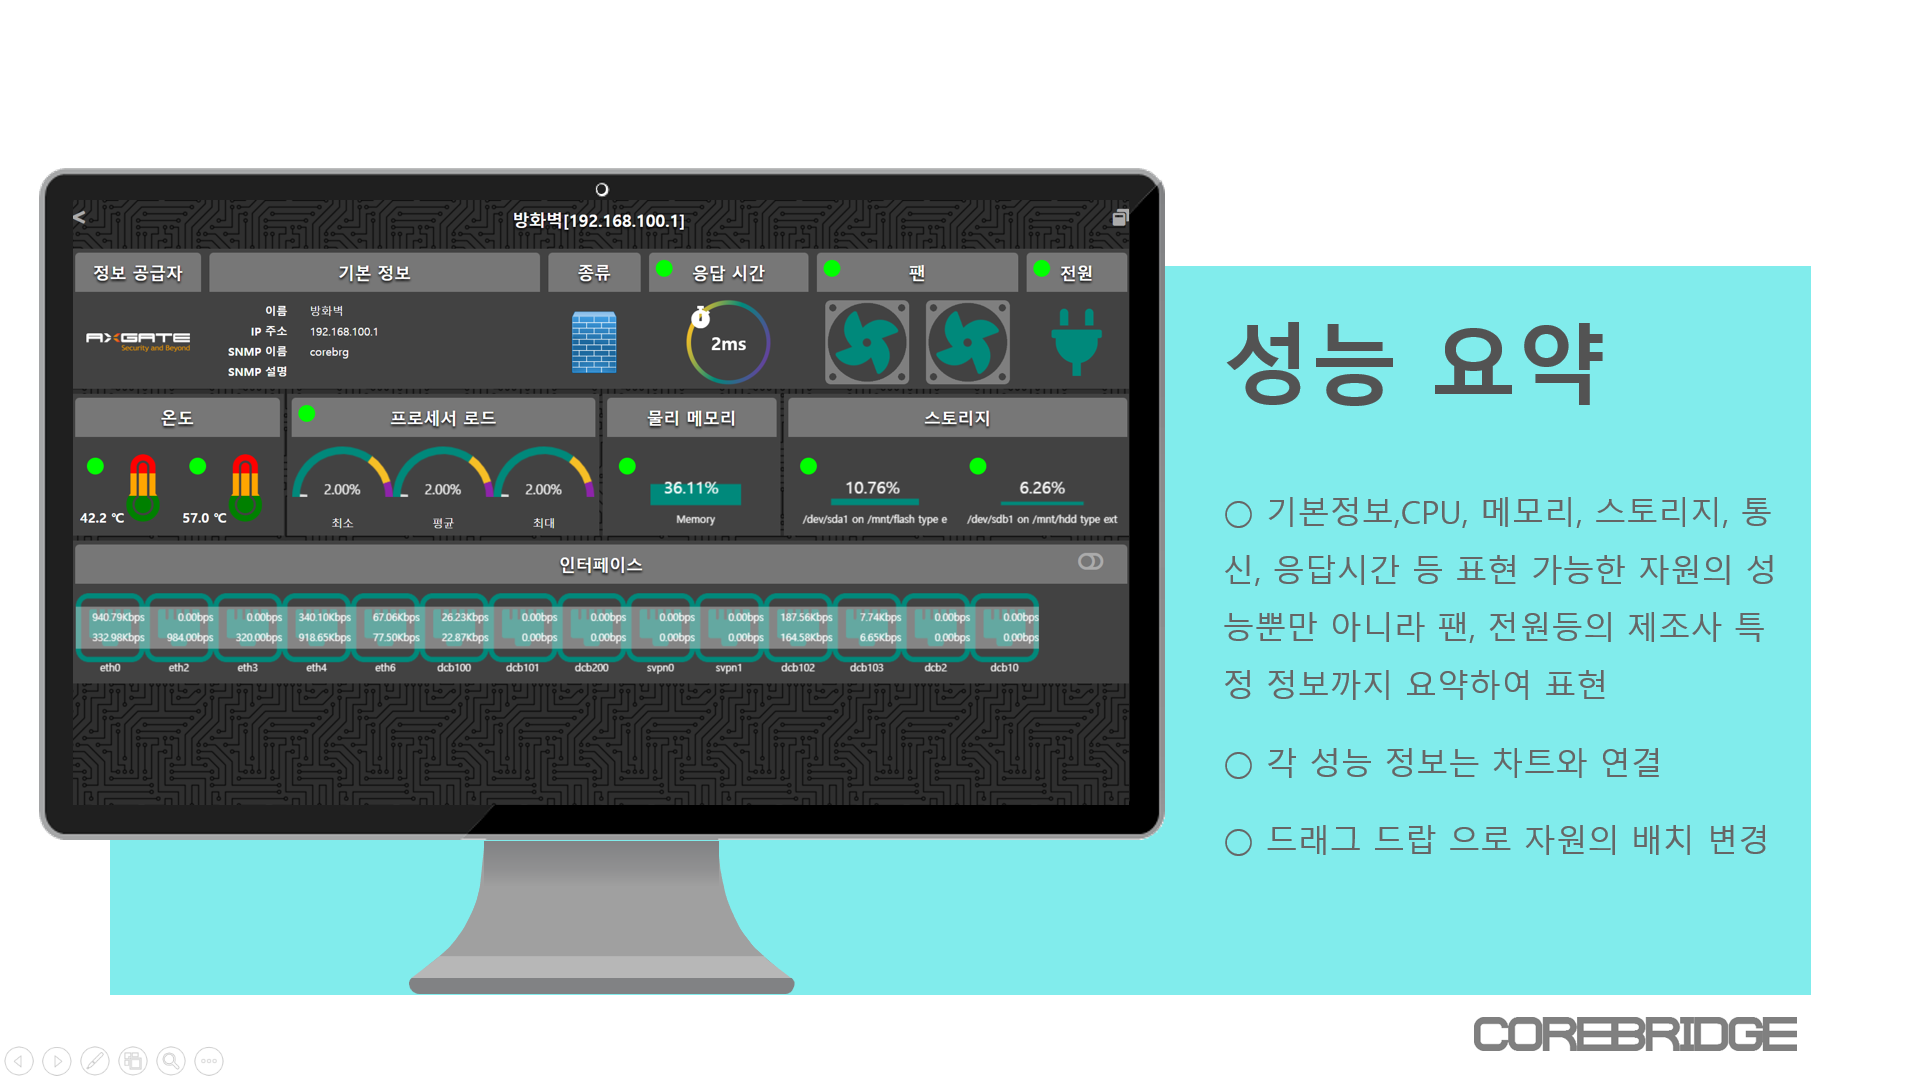 방화벽[192.168.100.1]
정보 공급자
기본 정보
종류
응답 시간
팬
전원
AXGATE
Security and Beyond
이름 방화벽
IP 주소 192.168.100.1
SNMP 이름 corebrg
SNMP 설명
2ms
온도
프로세서 로드
물리 메모리
스토리지
42.2 ℃
57.0 ℃
2.00%
최소
2.00%
평균
2.00%
최대
36.11%
Memory
10.76%
/dev/sda1 on /mnt/flash type e
6.26%
/dev/sdb1 on /mnt/hdd type ext
인터페이스
940.79Kbps 0.00bps 0.00bps 340.10Kbps 67.06Kbps 26.23Kbps 0.00bps 0.00bps 0.00bps 0.00bps 187.56Kbps 7.74Kbps 0.00bps 0.00bps
332.98Kbps 984.00bps 320.00bps 918.65Kbps 77.50Kbps 22.87Kbps 0.00bps 0.00bps 0.00bps 0.00bps 164.58Kbps 6.65Kbps 0.00bps 0.00bps
eth0 eth2 eth3 eth4 eth6 dcb100 dcb101 dcb200 svpn0 svpn1 dcb102 dcb103 dcb2 dcb10
성능 요약
○ 기본정보,CPU, 메모리, 스토리지, 통
신, 응답시간 등 표현 가능한 자원의 성
능뿐만 아니라 팬, 전원등의 제조사 특
정 정보까지 요약하여 표현
○ 각 성능 정보는 차트와 연결
○ 드래그 드랍 으로 자원의 배치 변경
COREBRIDGE